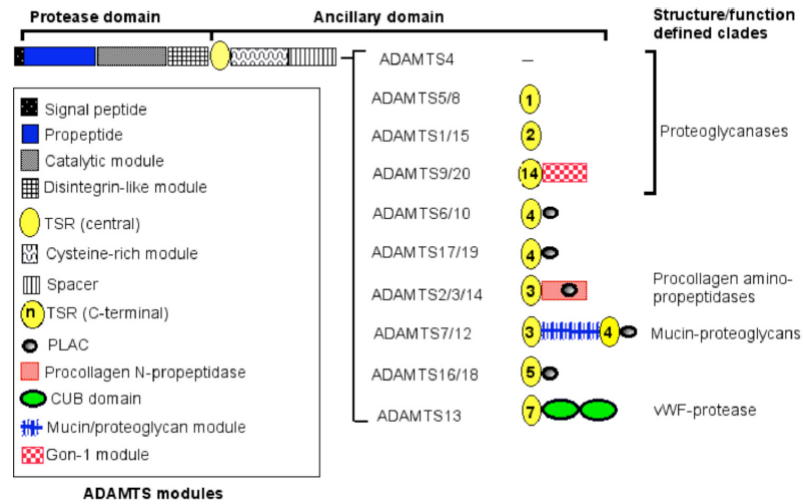 Protease domain
Ancillary domain
Structure/function
defined clades
Signal peptide
Propeptide
Catalytic module
Disintegrin-like module
TSR (central)
Cysteine-rich module
Spacer
n TSR (C-terminal)
PLAC
Procollagen N-propeptidase
CUB domain
Mucin/proteoglycan module
Gon-1 module
ADAMTS modules
ADAMTS4 –
ADAMTS5/8 1
ADAMTS1/15 2
ADAMTS9/20 14
Proteoglycanases
ADAMTS6/10 4
ADAMTS17/19 4
ADAMTS2/3/14 3
Procollagen amino-
propeptidases
ADAMTS7/12 3 4 Mucin-proteoglycans
ADAMTS16/18 5
ADAMTS13 7 vWF-protease